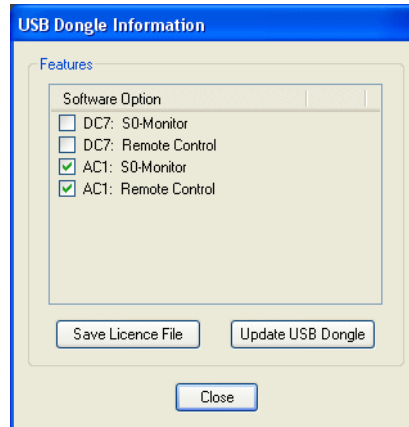 USB Dongle Information
Features
Software Option
DC7: S0-Monitor
DC7: Remote Control
AC1: S0-Monitor
AC1: Remote Control
Save Licence File
Update USB Dongle
Close